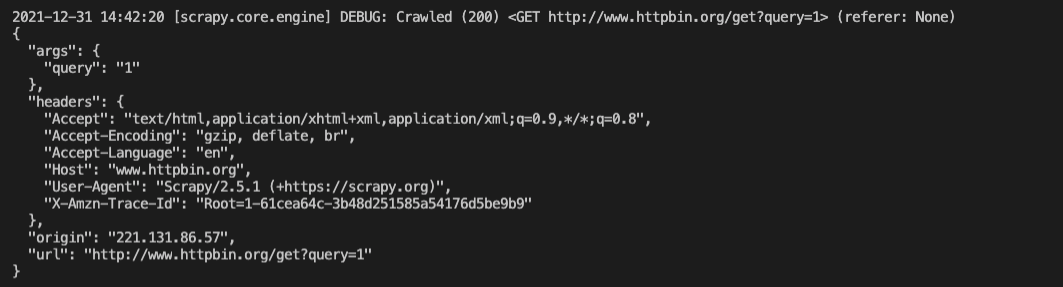 2021-12-31 14:42:20 [scrapy.core.engine] DEBUG: Crawled (200) <GET http://www.httpbin.org/get?query=1> (referer: None)
{
  "args": {
    "query": "1"
  },
  "headers": {
    "Accept": "text/html,application/xhtml+xml,application/xml;q=0.9,*/*;q=0.8",
    "Accept-Encoding": "gzip, deflate, br",
    "Accept-Language": "en",
    "Host": "www.httpbin.org",
    "User-Agent": "Scrapy/2.5.1 (+https://scrapy.org)",
    "X-Amzn-Trace-Id": "Root=1-61cea64c-3b48d251585a54176d5be9b9"
  },
  "origin": "221.131.86.57",
  "url": "http://www.httpbin.org/get?query=1"
}